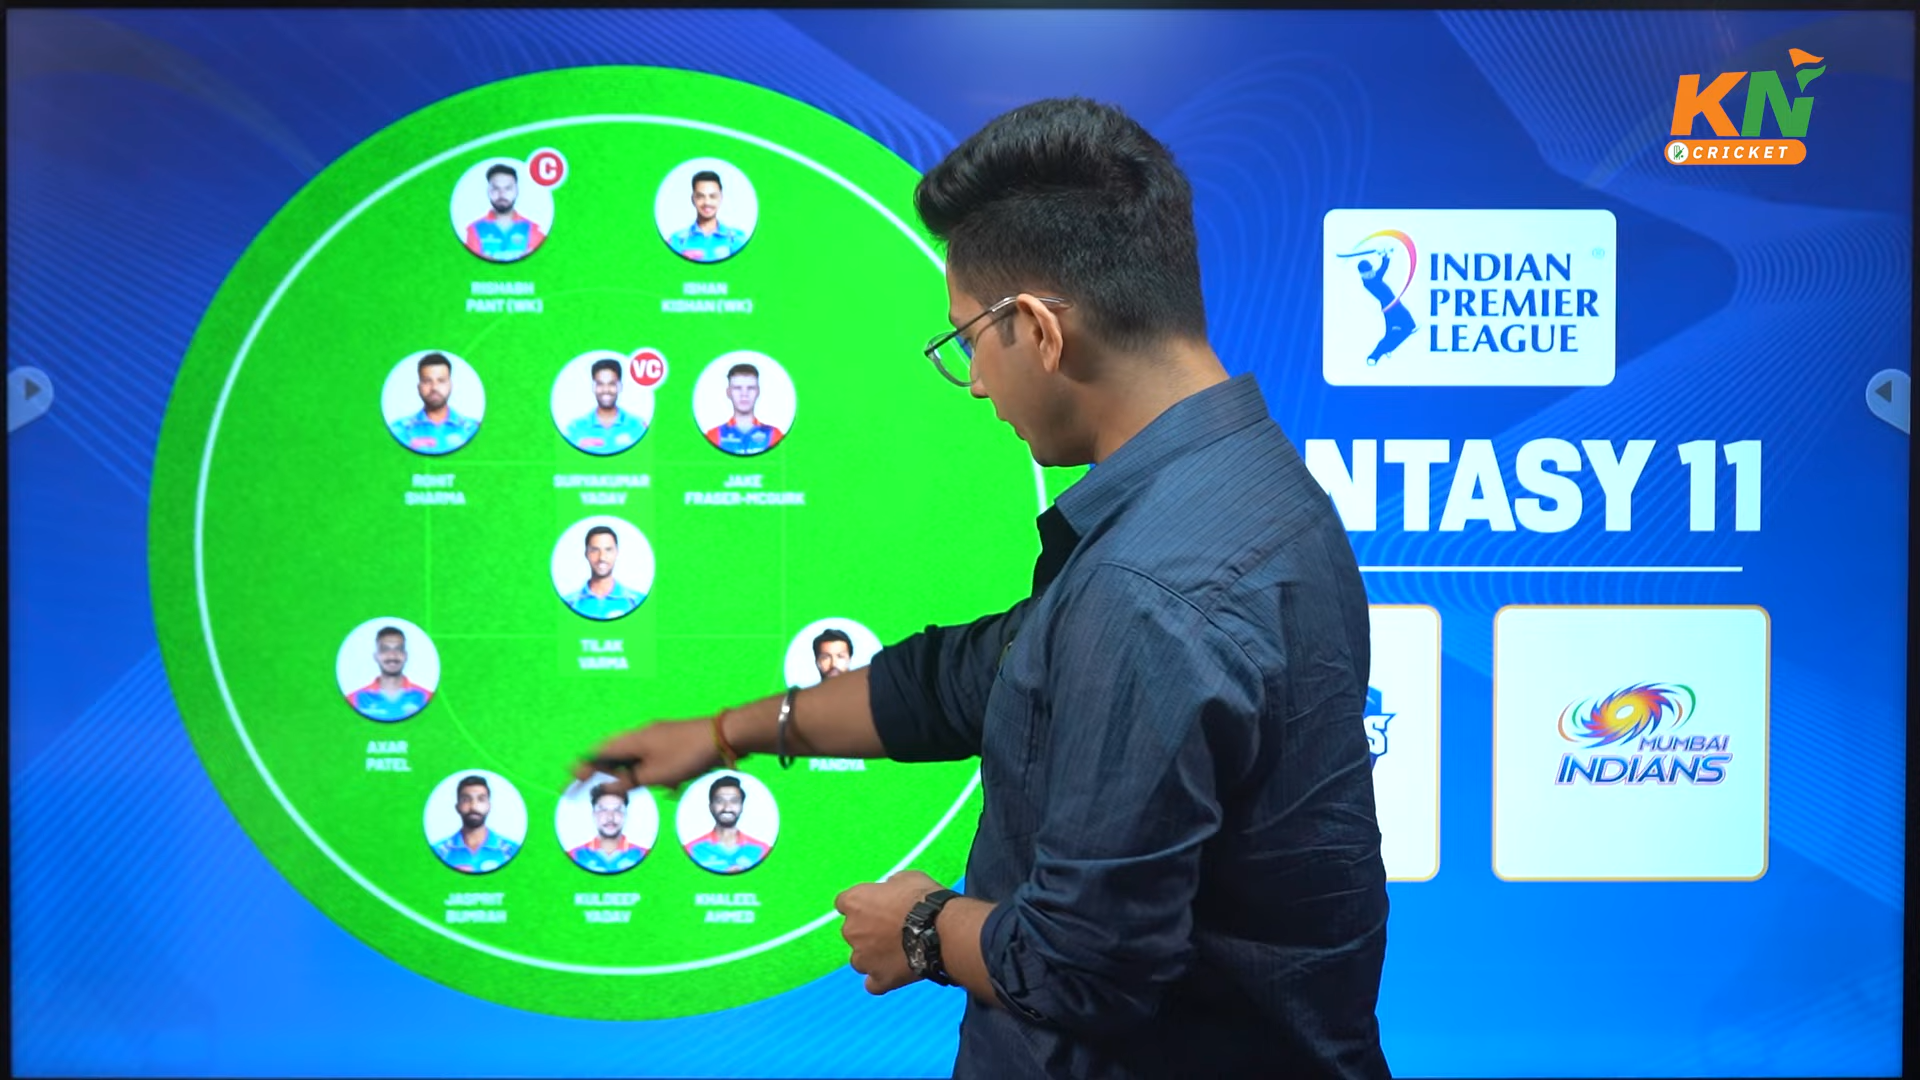 KN
CRICKET
C
RISHABH
PANT (WK)
ISHAN
KISHAN (WK)
VC
ROHIT
SHARMA
SURYAKUMAR
YADAV
JAKE
FRASER-MCGURK
TILAK
VARMA
AXAR
PATEL
PANDYA
JASPRIT
BUMRAH
KULDEEP
YADAV
KHALEEL
AHMED
INDIAN
PREMIER
LEAGUE
®
NTASY 11
S
MUMBAI
INDIANS